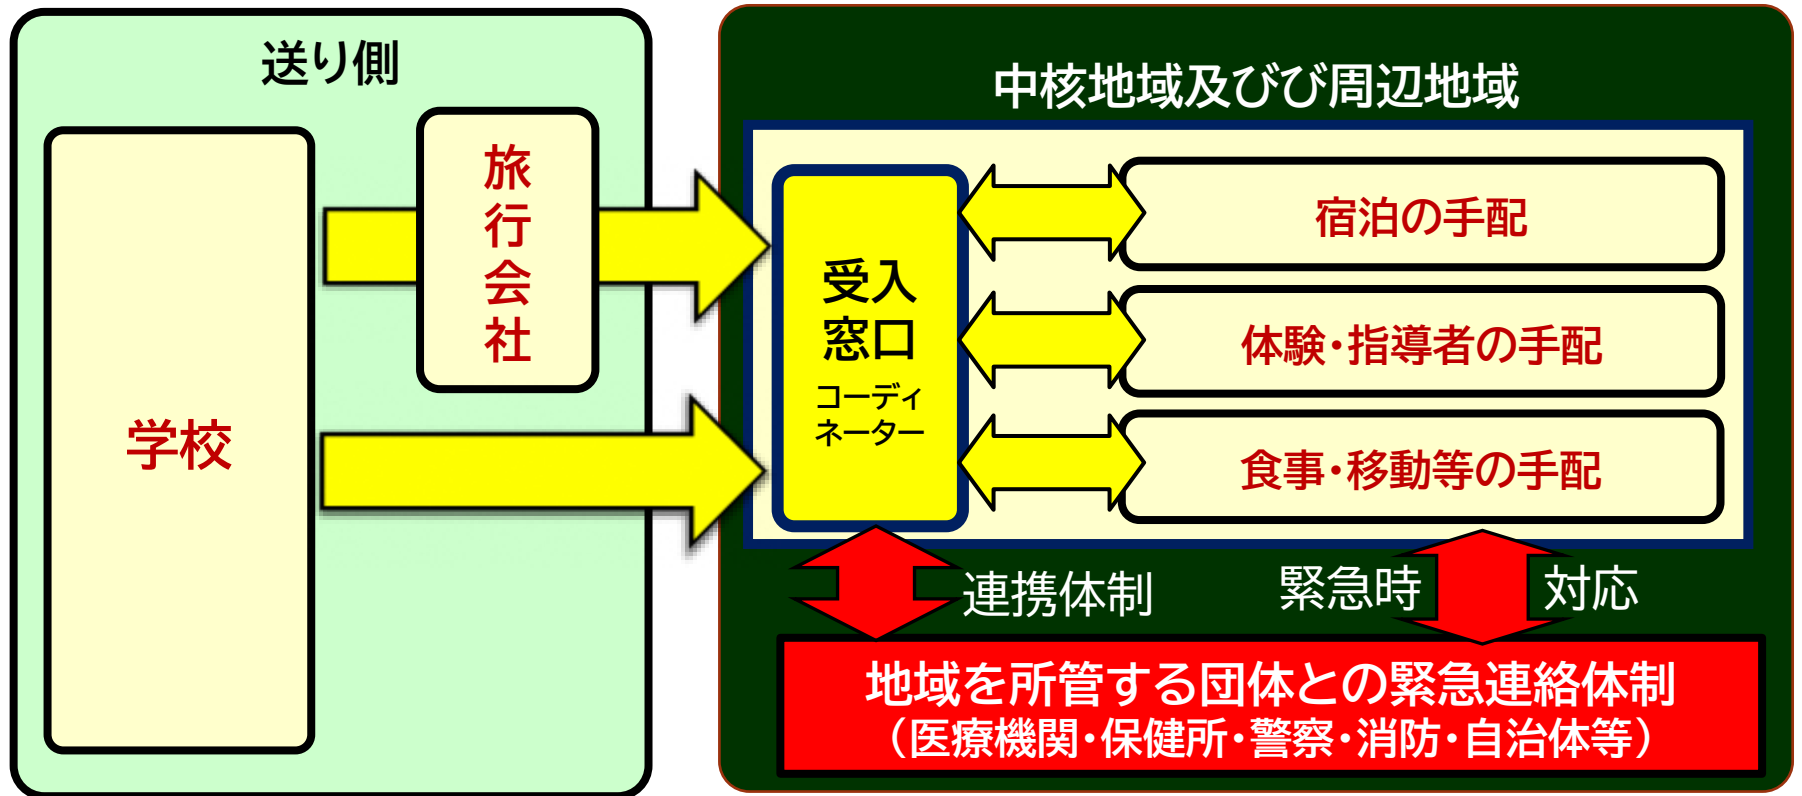 送り側
学校
旅行会社
中核地域及びび周辺地域
受入
窓口
コーディ
ネーター
宿泊の手配
体験・指導者の手配
食事・移動等の手配
連携体制
緊急時 対応
地域を所管する団体との緊急連絡体制
（医療機関・保健所・警察・消防・自治体等）